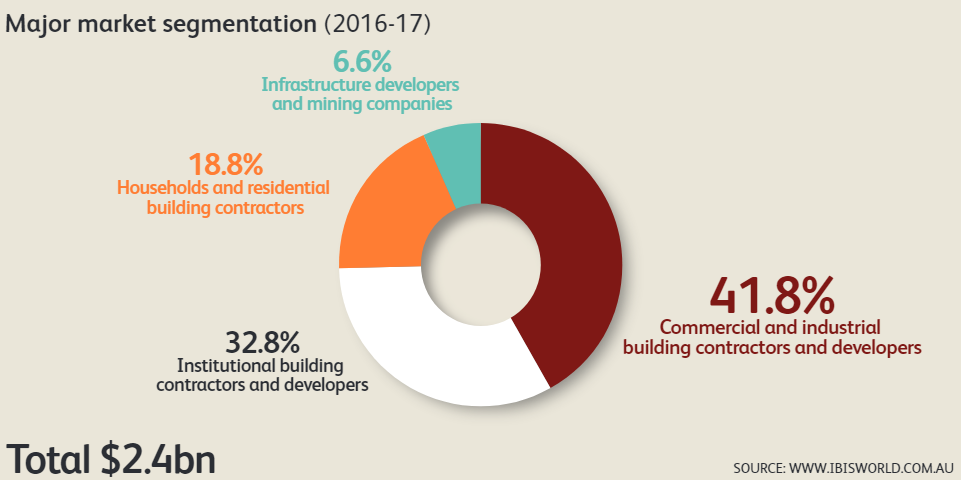 Major market segmentation (2016-17)
6.6%
Infrastructure developers
and mining companies
18.8%
Households and residential
building contractors
41.8%
Commercial and industrial
building contractors and developers
32.8%
Institutional building
contractors and developers
Total $2.4bn
SOURCE: WWW.IBISWORLD.COM.AU